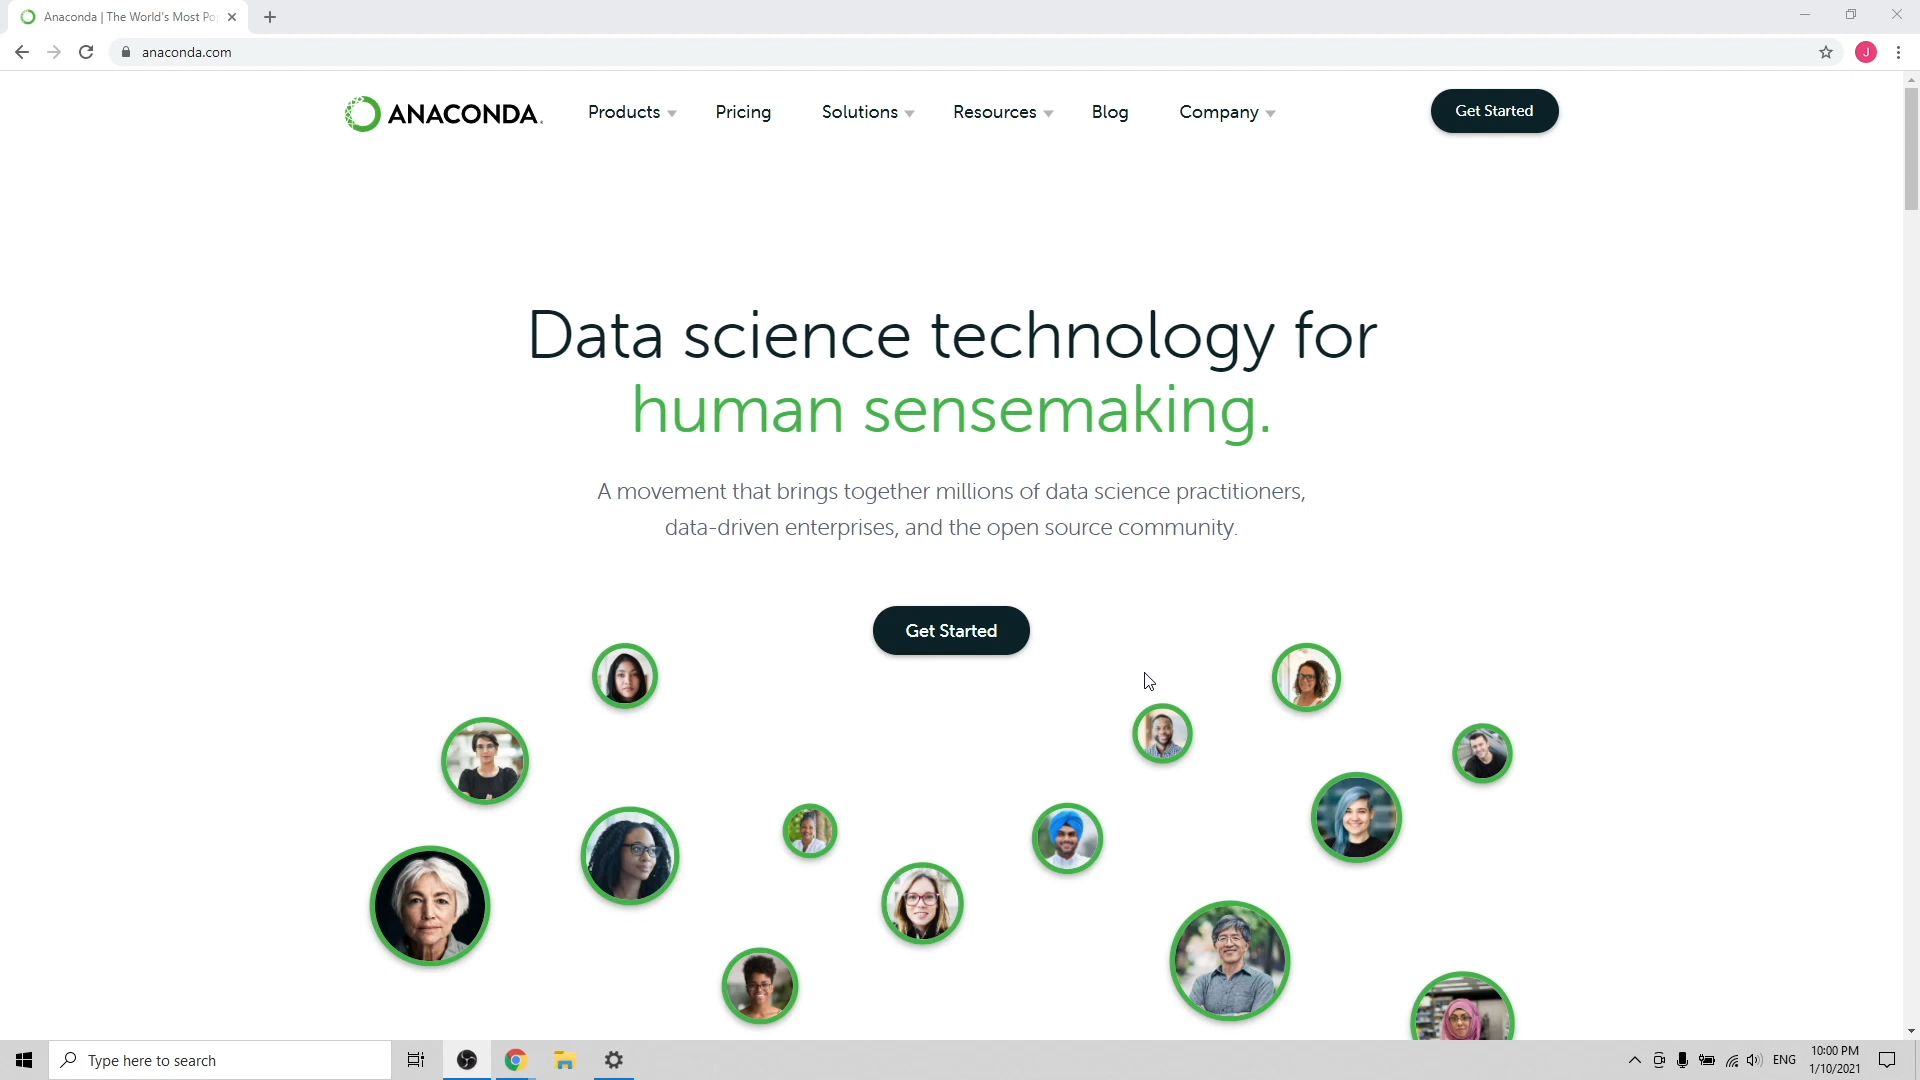 Anaconda | The World's Most Po
anaconda.com
J
ANACONDA.
Products
Pricing
Solutions
Resources
Blog
Company
Get Started
Data science technology for
human sensemaking.
A movement that brings together millions of data science practitioners,
data-driven enterprises, and the open source community.
Get Started
Type here to search
ENG
10:00 PM
1/10/2021